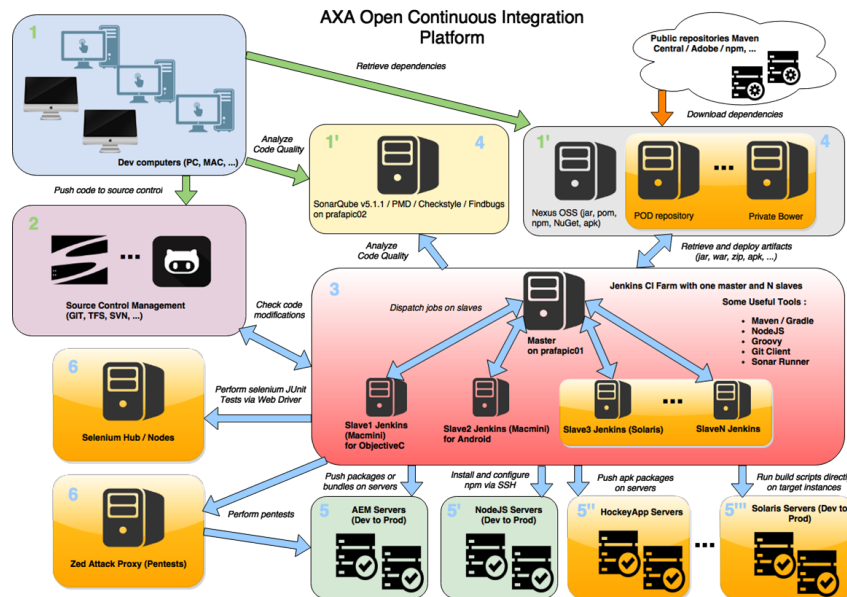 AXA Open Continuous Integration
Platform
1
Dev computers (PC, MAC, ...)
Retrieve dependencies
Public repositories Maven
Central / Adobe / npm, ...
Download dependencies
Analyze
Code Quality
Push code to source control
1'
4
SonarQube v5.1.1 / PMD / Checkstyle / Findbugs
on prafapic02
1'
4
Nexus OSS (jar, pom,
npm, NuGet, apk)
POD repository
...
Private Bower
2
...
Source Control Management
(GIT, TFS, SVN, ...)
Analyze
Code Quality
Retrieve and deploy artifacts
(jar, war, zip, apk, ...)
Check code
modifications
3
Dispatch jobs on slaves
Master
on prafapic01
Jenkins CI Farm with one master and N slaves
Some Useful Tools :
• Maven / Gradle
• NodeJS
• Groovy
• Git Client
• Sonar Runner
Slave1 Jenkins
(Macmini)
for ObjectiveC
Slave2 Jenkins (Macmini)
for Android
Slave3 Jenkins (Solaris)
...
SlaveN Jenkins
6
Selenium Hub / Nodes
Perform selenium JUnit
Tests via Web Driver
6
Zed Attack Proxy (Pentests)
Perform pentests
Push packages or
bundles on servers
Install and configure
npm via SSH
Push apk packages
on servers
Run build scripts direct
on target instances
5
AEM Servers
(Dev to Prod)
5'
NodeJS Servers
(Dev to Prod)
5''
HockeyApp Servers
...
5'''
Solaris Servers (Dev to
Prod)